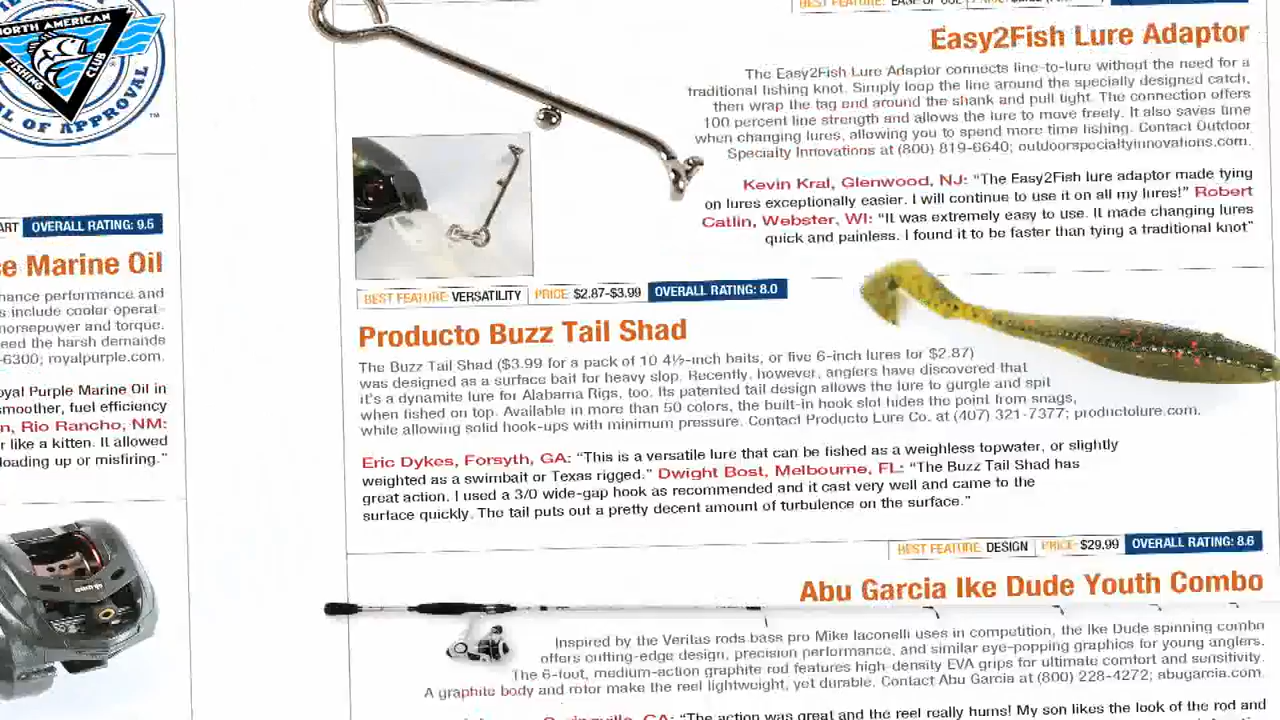 NORTH AMERICAN
FISHING CLUB
L OF APPROVAL
TM
ART OVERALL RATING: 9.5
ce Marine Oil
hance performance and
s include cooler operat-
horsepower and torque.
eed the harsh demands
-6300; myalpurple.com.
oyal Purple Marine Oil in
smoother, fuel efficiency
n, Rio Rancho, NM:
r like a kitten. It allowed
loading up or misfiring."
Easy2Fish Lure Adaptor
The Easy2Fish Lure Adaptor connects line-to-lure without the need for a
traditional fishing knot. Simply loop the line around the specially designed catch,
then wrap the tag end around the shank and pull tight. The connection offers
100 percent line strength and allows the lure to move freely. It also saves time
when changing lures, allowing you to spend more time fishing. Contact Outdoor
Specialty Innovations at (800) 819-6640; outdoorspecialtyinnovations.com.
Kevin Kral, Glenwood, NJ: "The Easy2Fish lure adaptor made tying
on lures exceptionally easier. I will continue to use it on all my lures!" Robert
Catlin, Webster, WI: "It was extremely easy to use. It made changing lures
quick and painless. I found it to be faster than tying a traditional knot"
BEST FEATURE: VERSATILITY PRICE: $2.87-$3.99 OVERALL RATING: 8.0
Producto Buzz Tail Shad
The Buzz Tail Shad ($3.99 for a pack of 10 4½-inch baits, or five 6-inch lures for $2.87)
was designed as a surface bait for heavy slop. Recently, however, anglers have discovered that
it's a dynamite lure for Alabama Rigs, too. Its patented tail design allows the lure to gurgle and spit
when fished on top. Available in more than 50 colors, the built-in hook slot hides the point from snags,
while allowing solid hook-ups with minimum pressure. Contact Producto Lure Co. at (407) 321-7377; productolure.com.
Eric Dykes, Forsyth, GA: "This is a versatile lure that can be fished as a weighless topwater, or slightly
weighted as a swimbait or Texas rigged." Dwight Bost, Melbourne, FL: "The Buzz Tail Shad has
great action. I used a 3/0 wide-gap hook as recommended and it cast very well and came to the
surface quickly. The tail puts out a pretty decent amount of turbulence on the surface."
BEST FEATURE: DESIGN PRICE: $29.99 OVERALL RATING: 8.6
Abu Garcia Ike Dude Youth Combo
Inspired by the Veritas rods bass pro Mike Iaconelli uses in competition, the Ike Dude spinning combo
offers cutting-edge design, precision performance, and similar eye-popping graphics for young anglers.
The 6-foot, medium-action graphite rod features high-density EVA grips for ultimate comfort and sensitivity.
A graphite body and rotor make the reel lightweight, yet durable. Contact Abu Garcia at (800) 228-4272; abugarcia.com.
GA: "The action was great and the reel really hums! My son likes the look of the rod and